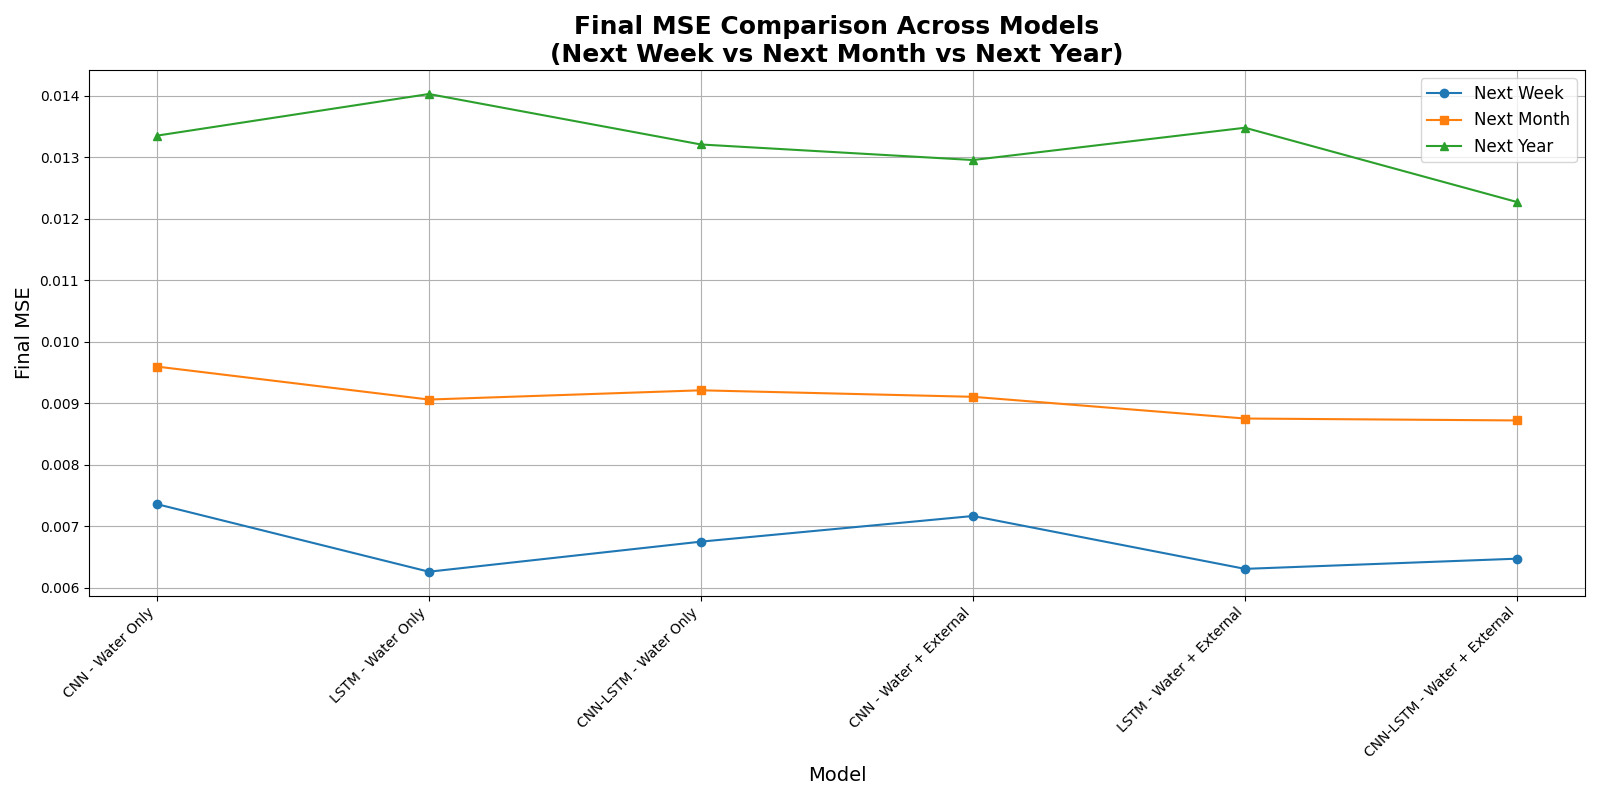 Final MSE Comparison Across Models
(Next Week vs Next Month vs Next Year)
Next Week
Next Month
Next Year
Final MSE
0.014
0.013
0.012
0.011
0.010
0.009
0.008
0.007
0.006
CNN - Water Only
LSTM - Water Only
CNN-LSTM - Water Only
CNN - Water + External
LSTM - Water + External
CNN-LSTM - Water + External
Model